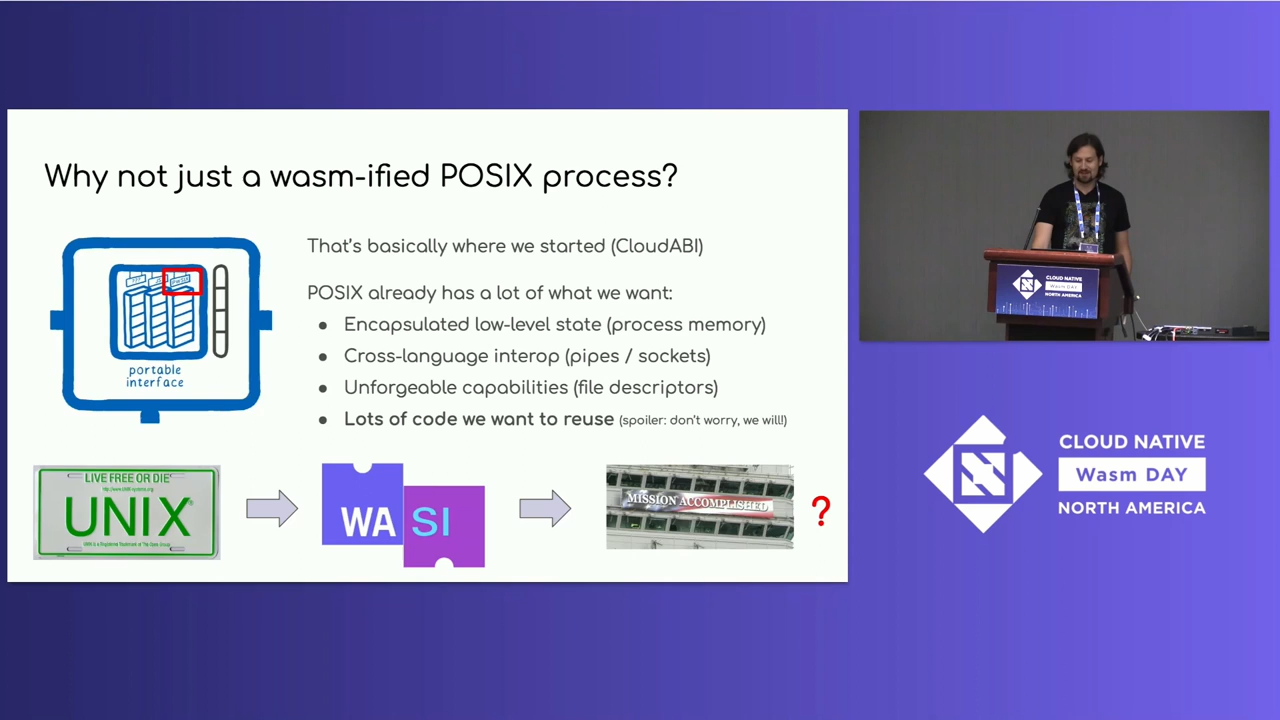 Why not just a wasm-ified POSIX process?
That's basically where we started (CloudABI)
POSIX already has a lot of what we want:
● Encapsulated low-level state (process memory)
● Cross-language interop (pipes / sockets)
● Unforgeable capabilities (file descriptors)
● Lots of code we want to reuse (spoiler: don't worry, we will!)
portable
interface
LIVE FREE OR DIE
UNIX
WA
SI
MISSION ACCOMPLISHED
?
CLOUD NATIVE
Wasm DAY
NORTH AMERICA
CLOUD NATIVE
Wasm DAY
NORTH AMERICA